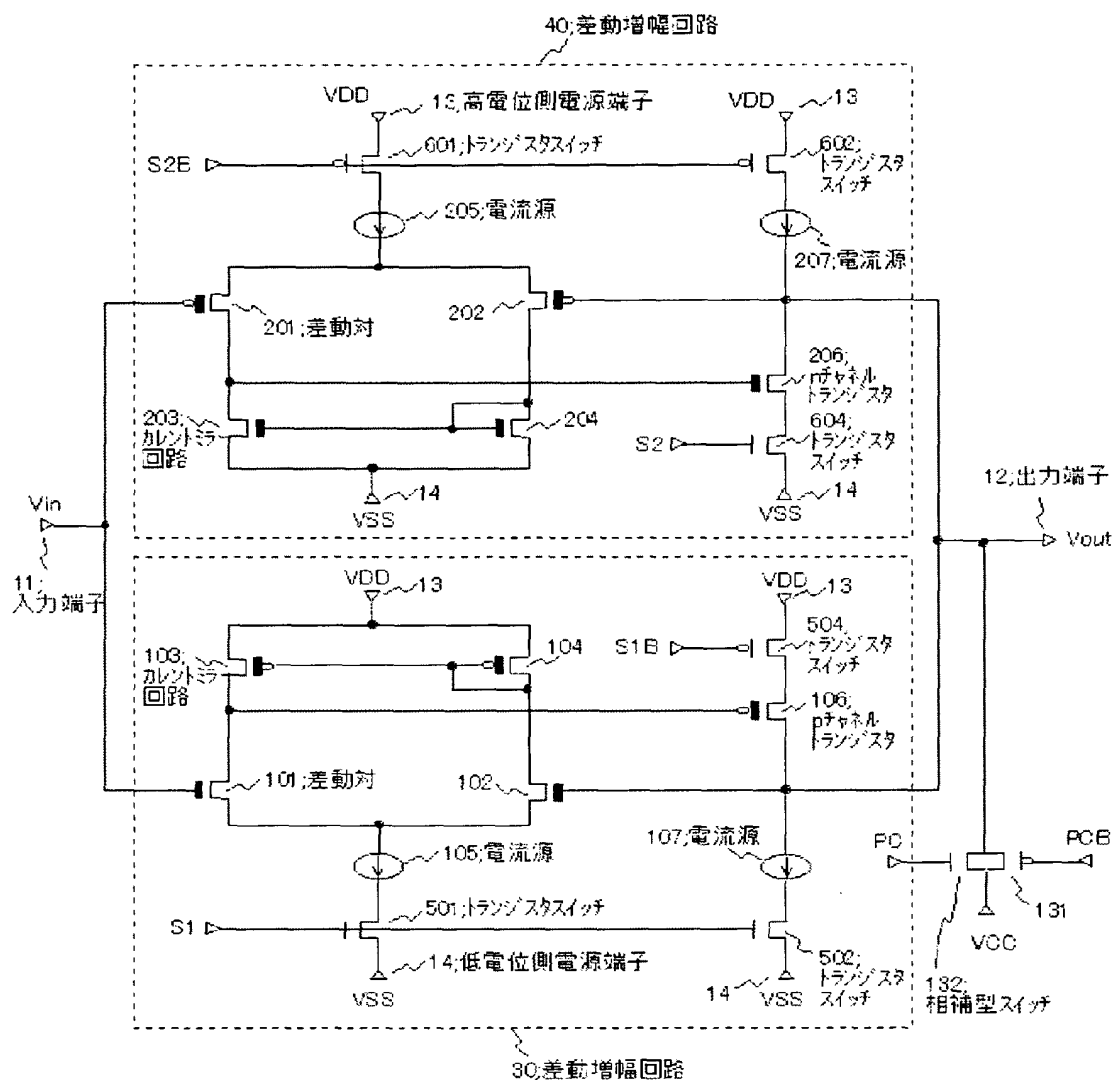 40;差動増幅回路
VDD
13;高電位側電源端子
VDD
13
S2B
601;トランジスタスイッチ
602;
トランジスタ
スイッチ
205;電流源
207;電流源
201;差動対
202
206;
nチャネル
トランジスタ
203;
カレントミラ
回路
204
S2
604;
トランジスタ
スイッチ
14
VSS
14
VSS
Vin
11;
入力端子
12;出力端子
Vout
VDD
13
VDD
13
103;
カレントミラ
回路
104
S1B
504;
トランジスタ
スイッチ
106;
pチャネル
トランジスタ
101;差動対
102
105;電流源
107;電流源
PC
PCB
S1
501;トランジスタスイッチ
131
VCC
14;低電位側電源端子
VSS
14
VSS
502;
トランジスタ
スイッチ
132;
相補型スイッチ
30;差動増幅回路